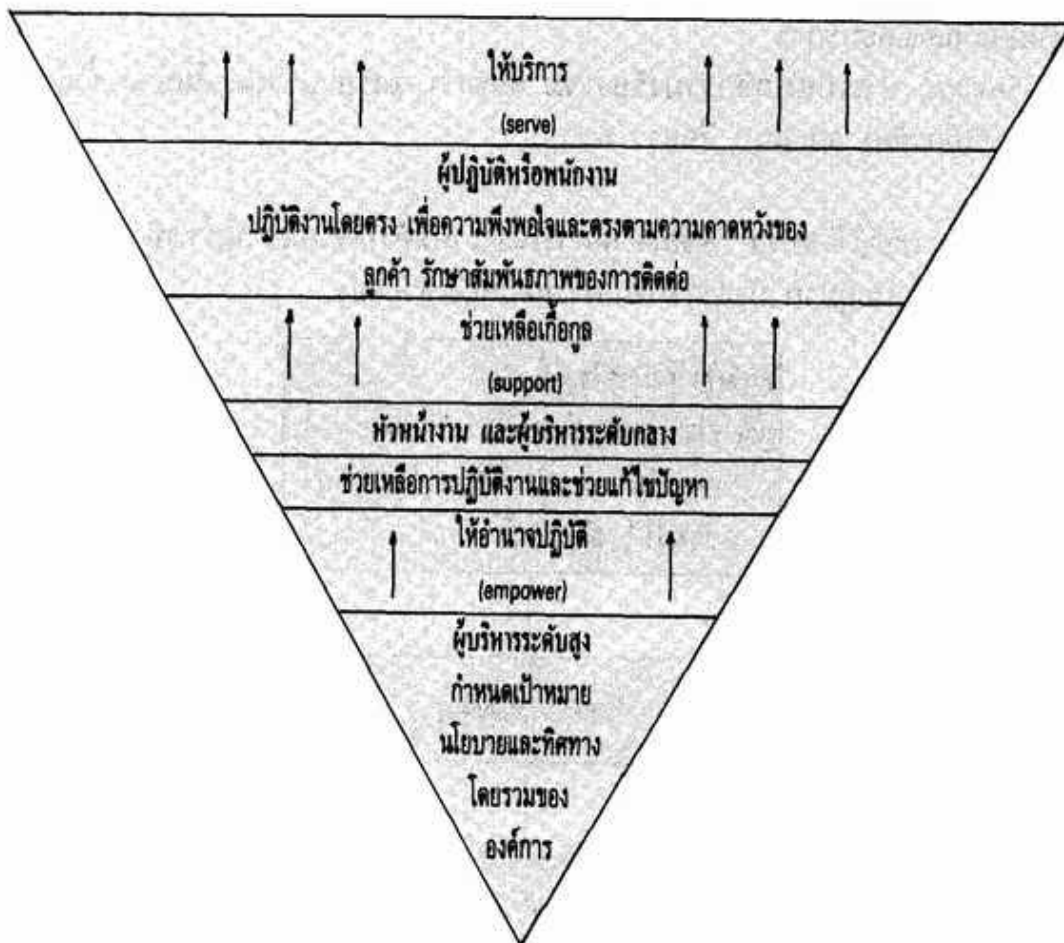 ให้บริการ
(serve)
ผู้ปฏิบัติหรือพนักงาน
ปฏิบัติงานโดยตรง เพื่อความพึงพอใจและตรงตามความคาดหวังของ
ลูกค้า รักษาสัมพันธภาพของการติดต่อ
ช่วยเหลือเกื้อกูล
(support)
หัวหน้างาน และผู้บริหารระดับกลาง
ช่วยเหลือการปฏิบัติงานและช่วยแก้ไขปัญหา
ให้อำนาจปฏิบัติ
(empower)
ผู้บริหารระดับสูง
กำหนดเป้าหมาย
นโยบายและทิศทาง
โดยรวมของ
องค์การ